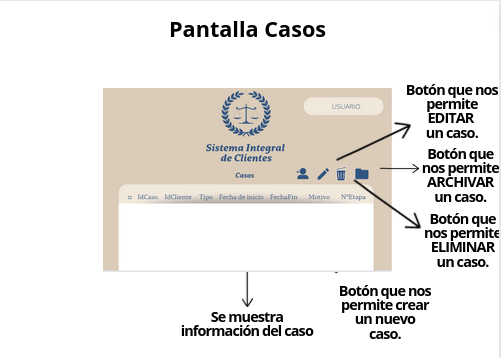 Pantalla Casos
USUARIO
Sistema Integral
de Clientes
Casos
IdCaso IdCliente Tipo Fecha de inicio FechaFin Motivo N°Etapa
Botón que nos
permite
EDITAR
un caso.
Botón que
nos permite
ARCHIVAR
un caso.
Botón que
nos permite
ELIMINAR
un caso.
Se muestra
información del caso
Botón que nos
permite crear
un nuevo
caso.